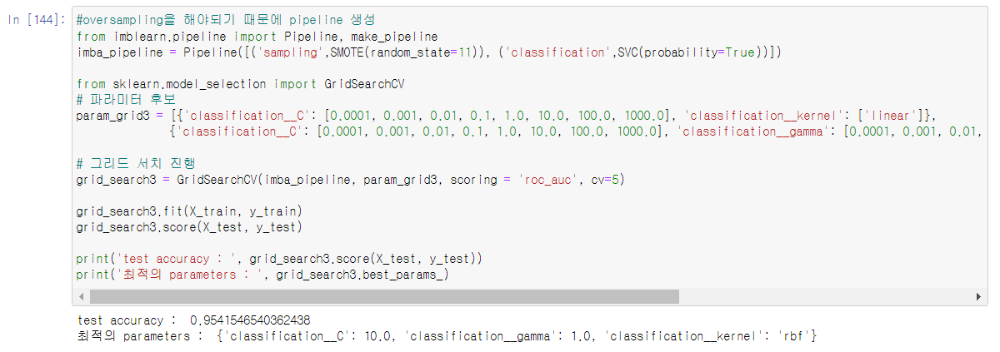 In [144]: #oversampling을 해야되기 때문에 pipeline 생성
from imblearn.pipeline import Pipeline, make_pipeline
imba_pipeline = Pipeline([('sampling',SMOTE(random_state=11)), ('classification',SVC(probability=True))])

from sklearn.model_selection import GridSearchCV
# 파라미터 후보
param_grid3 = [{'classification__C': [0.0001, 0.001, 0.01, 0.1, 1.0, 10.0, 100.0, 1000.0], 'classification__kernel': ['linear']},
{'classification__C': [0.0001, 0.001, 0.01, 0.1, 1.0, 10.0, 100.0, 1000.0], 'classification__gamma': [0.0001, 0.001, 0.01,

# 그리드 서치 진행
grid_search3 = GridSearchCV(imba_pipeline, param_grid3, scoring = 'roc_auc', cv=5)

grid_search3.fit(X_train, y_train)
grid_search3.score(X_test, y_test)

print('test accuracy : ', grid_search3.score(X_test, y_test))
print('최적의 parameters : ', grid_search3.best_params_)

test accuracy :  0.9541546540362438
최적의 parameters :  {'classification__C': 10.0, 'classification__gamma': 1.0, 'classification__kernel': 'rbf'}